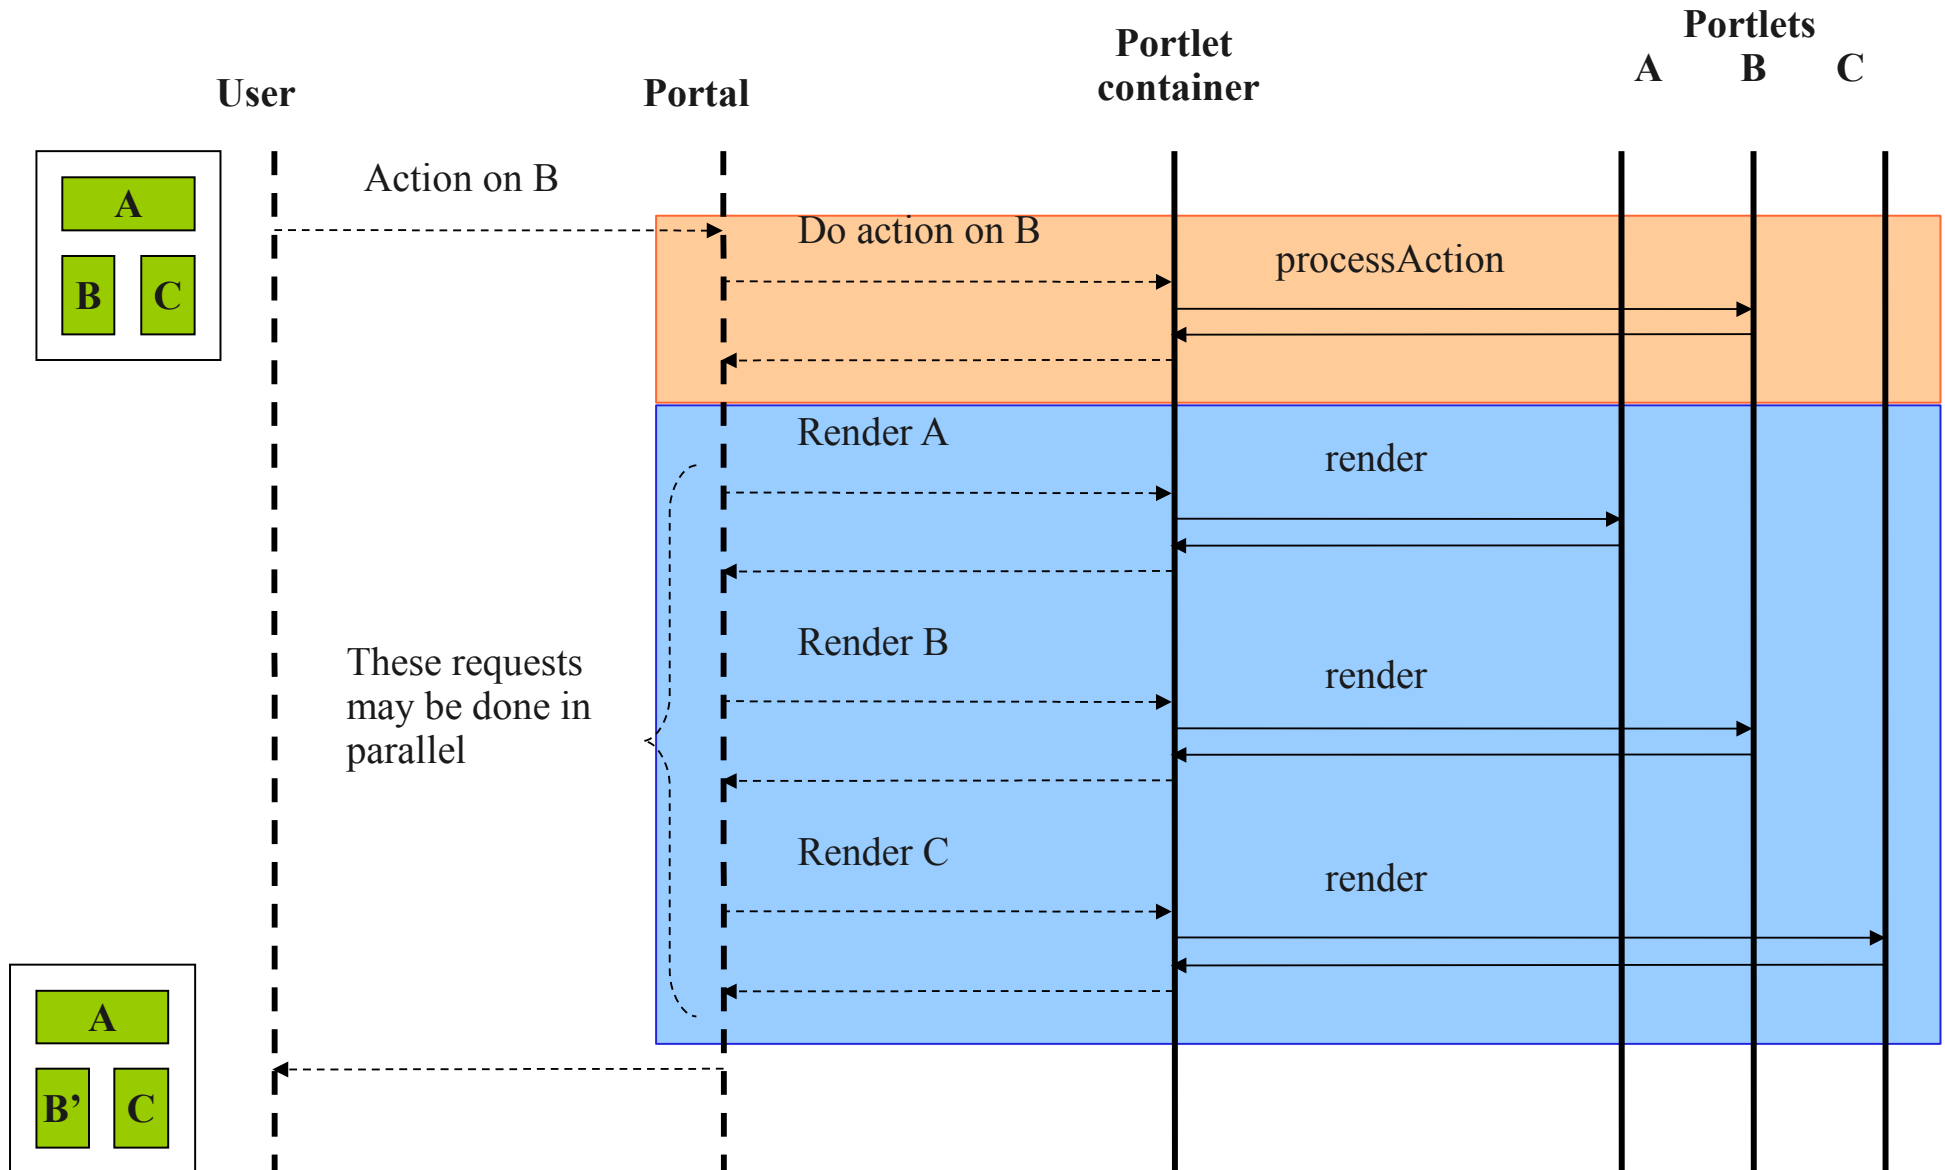 Portlets
Portlet
container
A B C
User
Portal
Action on B
A
B C
Do action on B
processAction
Render A
render
Render B
render
These requests
may be done in
parallel
Render C
render
A
B’ C